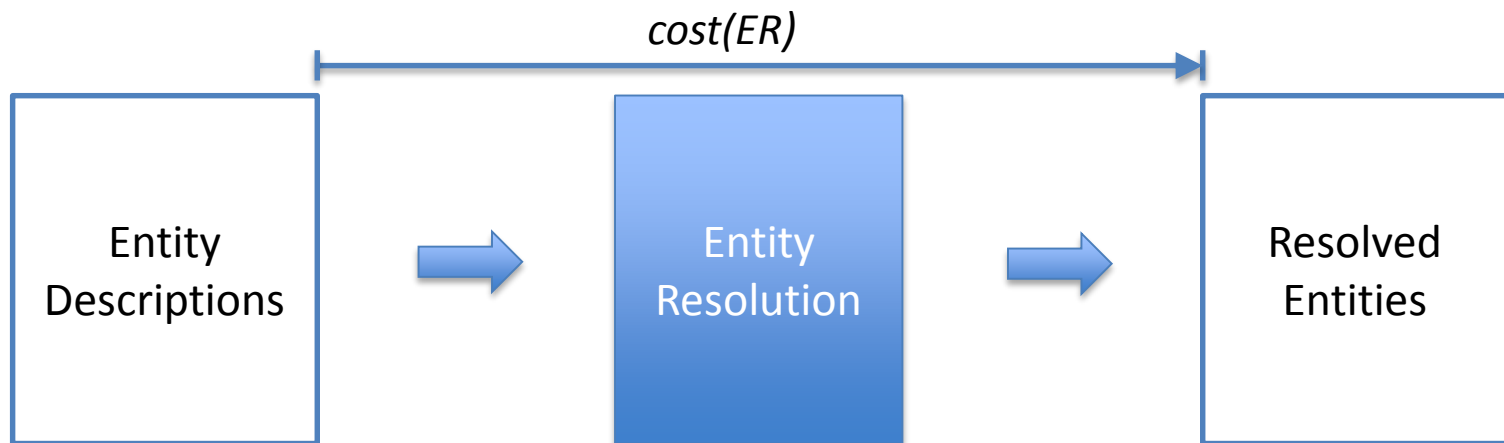 cost(ER)
Entity
Descriptions
Entity
Resolution
Resolved
Entities